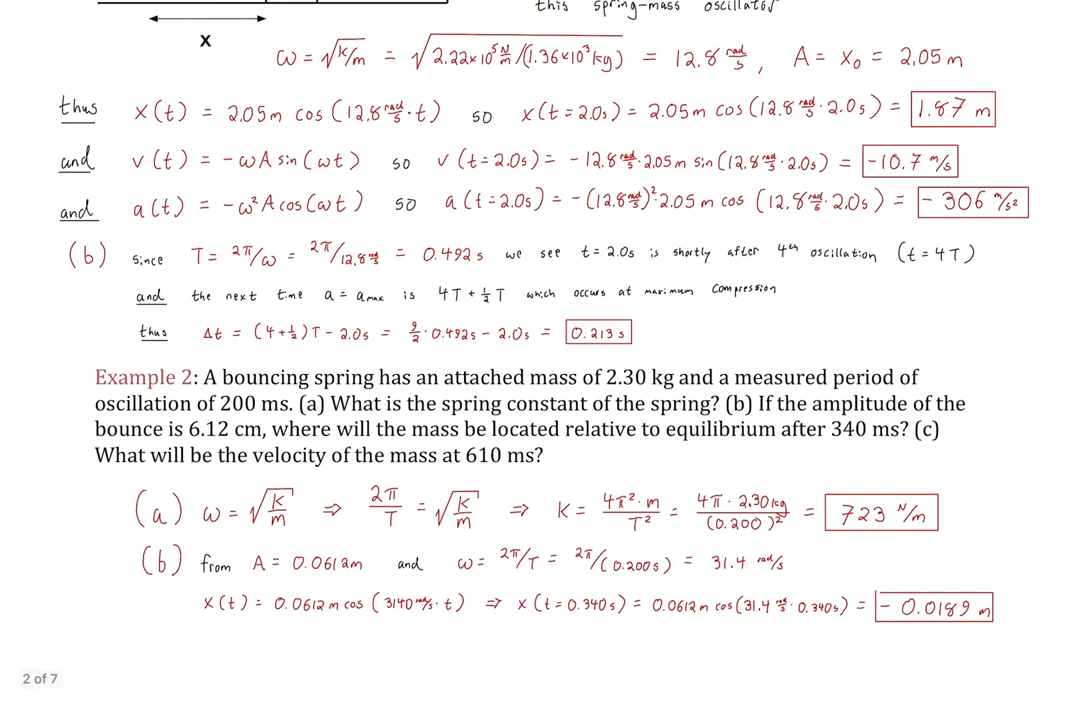 this spring-mass oscillator
x
ω = √k/m = √2.22×10⁵ N/m /(1.36×10³ kg) = 12.8 rad/s , A = x₀ = 2.05 m
thus x(t) = 2.05 m cos (12.8 rad/s · t) so x(t = 2.0s) = 2.05 m cos (12.8 rad/s · 2.0s) = 1.87 m
and v(t) = -ωA sin(ωt) so v(t = 2.0s) = -12.8 rad/s · 2.05 m sin (12.8 rad/s · 2.0s) = -10.7 m/s
and a(t) = -ω²A cos(ωt) so a(t = 2.0s) = -(12.8 rad/s)² 2.05 m cos (12.8 rad/s · 2.0s) = -306 m/s²
(b) since T = 2π/ω = 2π/12.8 rad/s = 0.492 s we see t = 2.0s is shortly after 4th oscillation (t = 4T)
and the next time a = a max is 4T + ½T which occurs at maximum compression
thus Δt = (4+½)T - 2.0s = 9/2 · 0.492s - 2.0s = 0.213 s
Example 2: A bouncing spring has an attached mass of 2.30 kg and a measured period of
oscillation of 200 ms. (a) What is the spring constant of the spring? (b) If the amplitude of the
bounce is 6.12 cm, where will the mass be located relative to equilibrium after 340 ms? (c)
What will be the velocity of the mass at 610 ms?
(a) ω = √k/m ⇒ 2π/T = √k/m ⇒ K = 4π² · m / T² = 4π · 2.30 kg / (0.200)² = 723 N/m
(b) from A = 0.0612m and ω = 2π/T = 2π/(0.200s) = 31.4 rad/s
x(t) = 0.0612 m cos (3140 rad/s · t) ⇒ x(t = 0.340s) = 0.0612 m cos (31.4 rad/s · 0.340s) = -0.0189 m
2 of 7